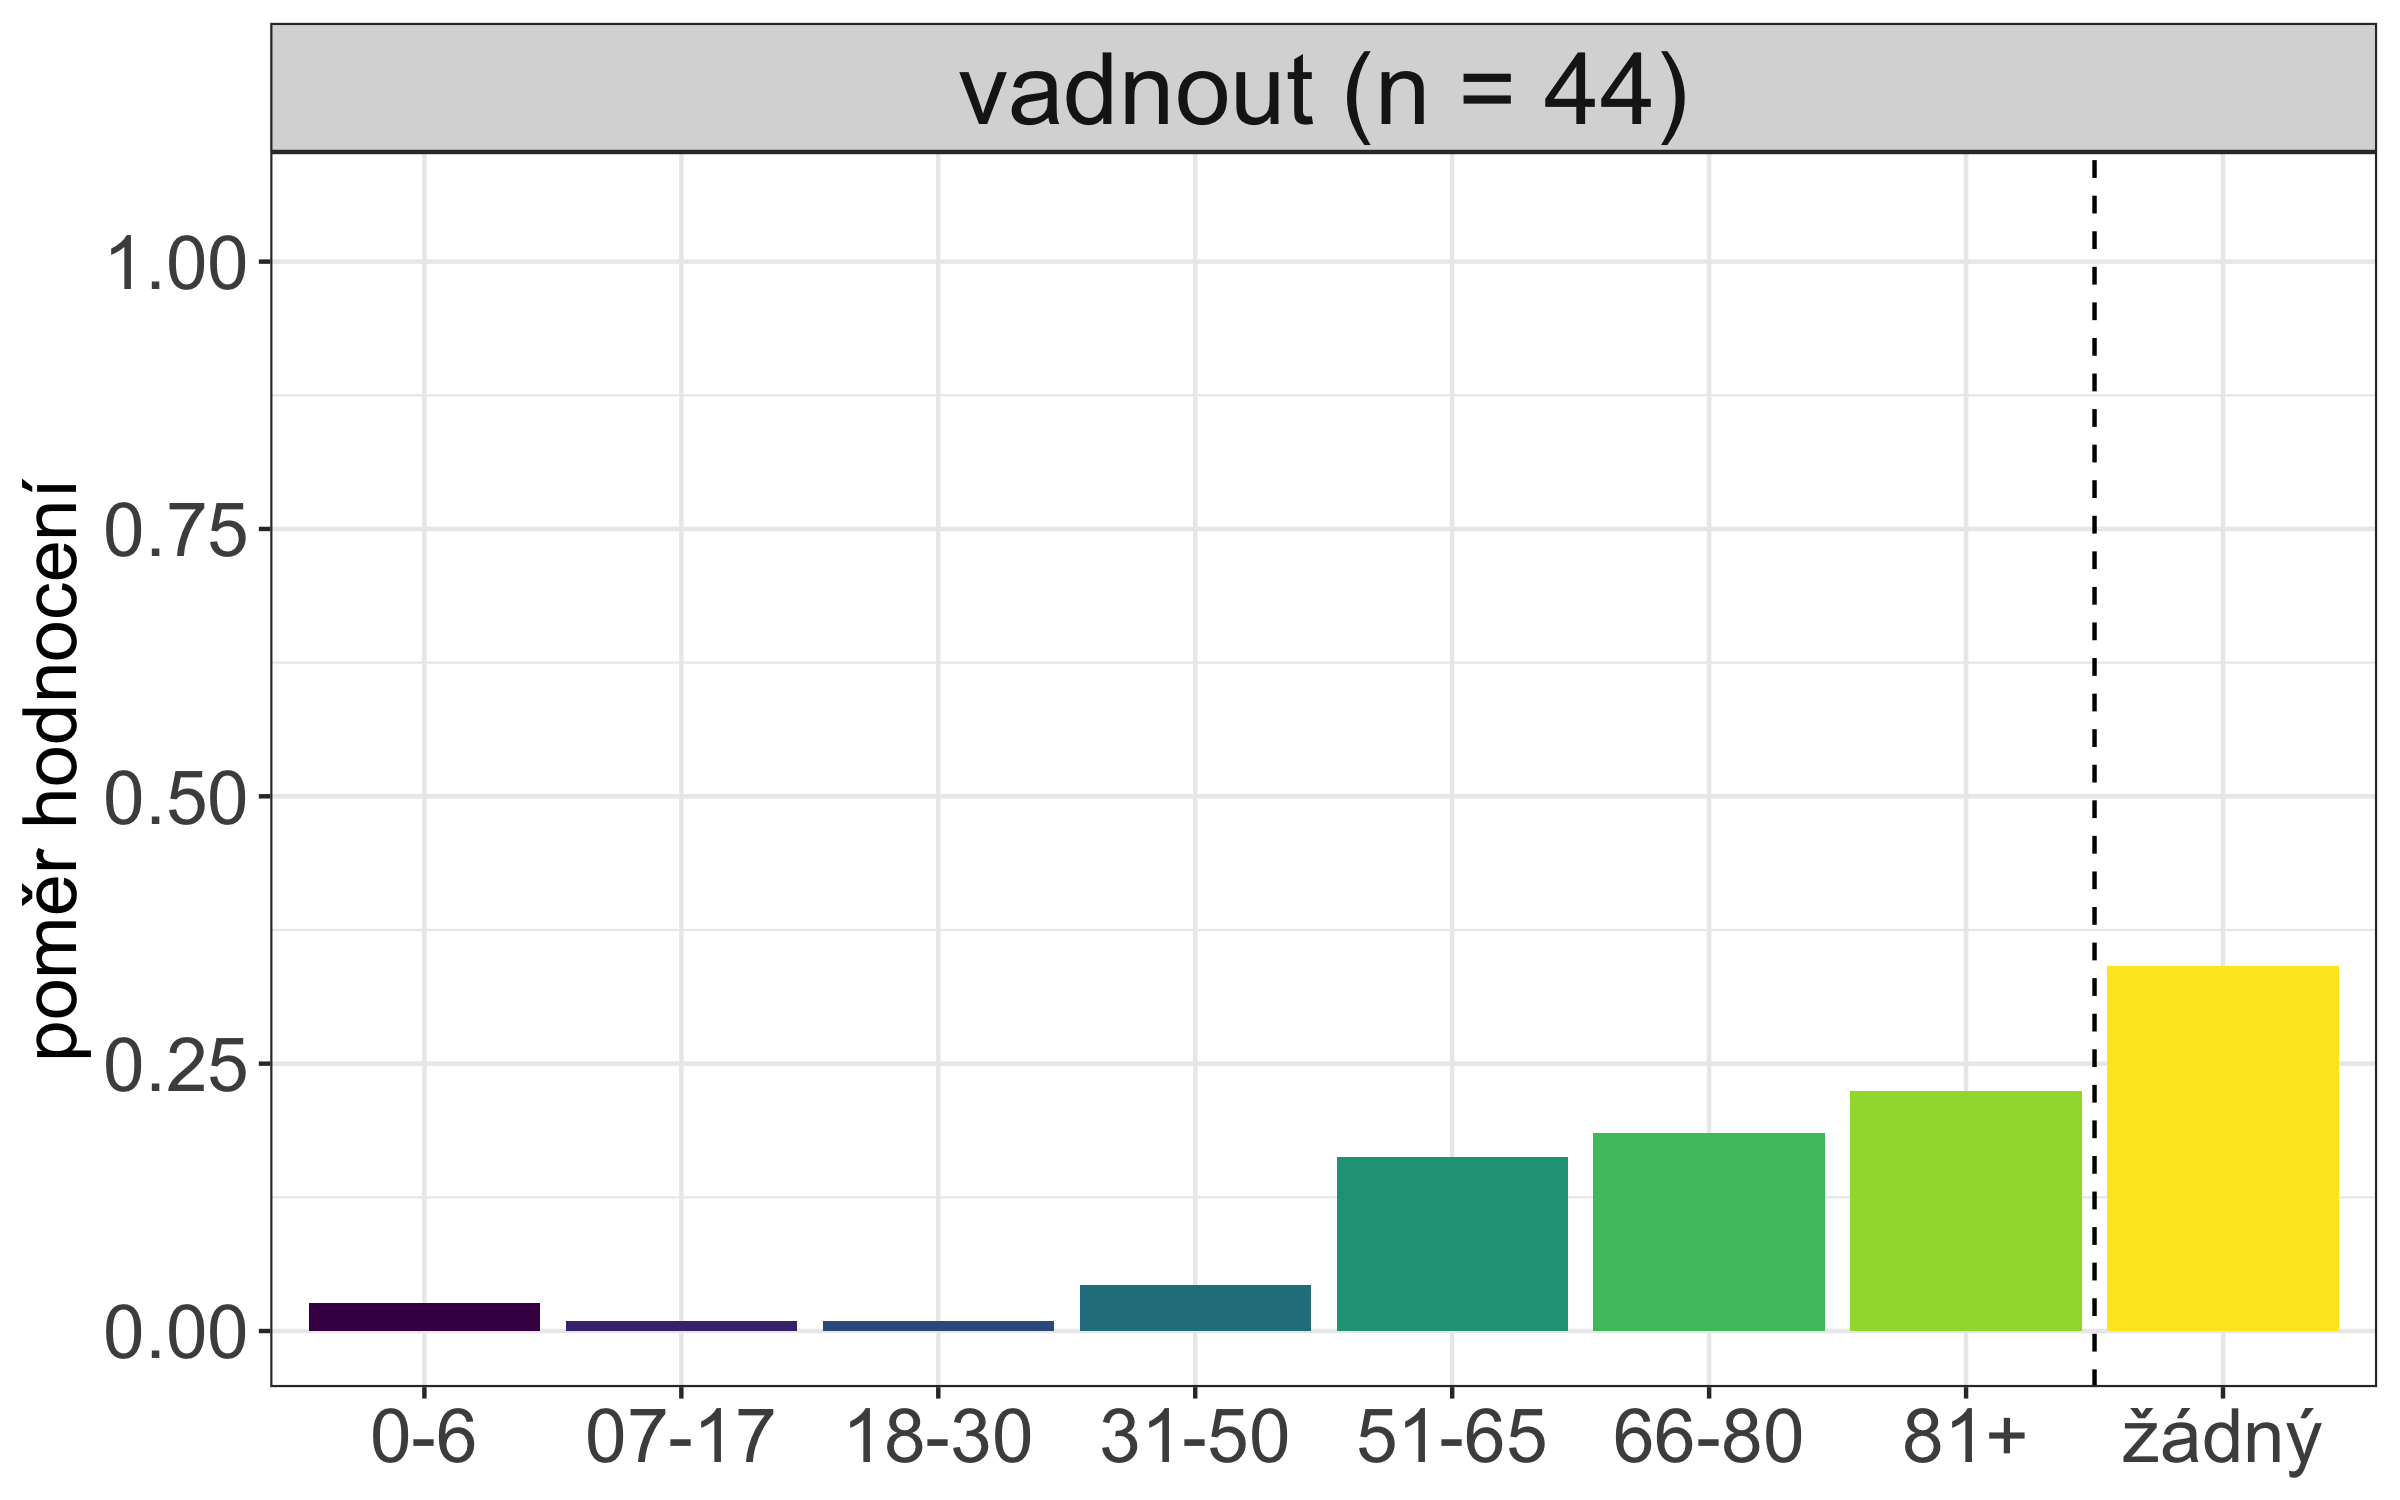 vadnout (n = 44)
poměr hodnocení
1.00
0.75
0.50
0.25
0.00
0-6 07-17 18-30 31-50 51-65 66-80 81+ žádný